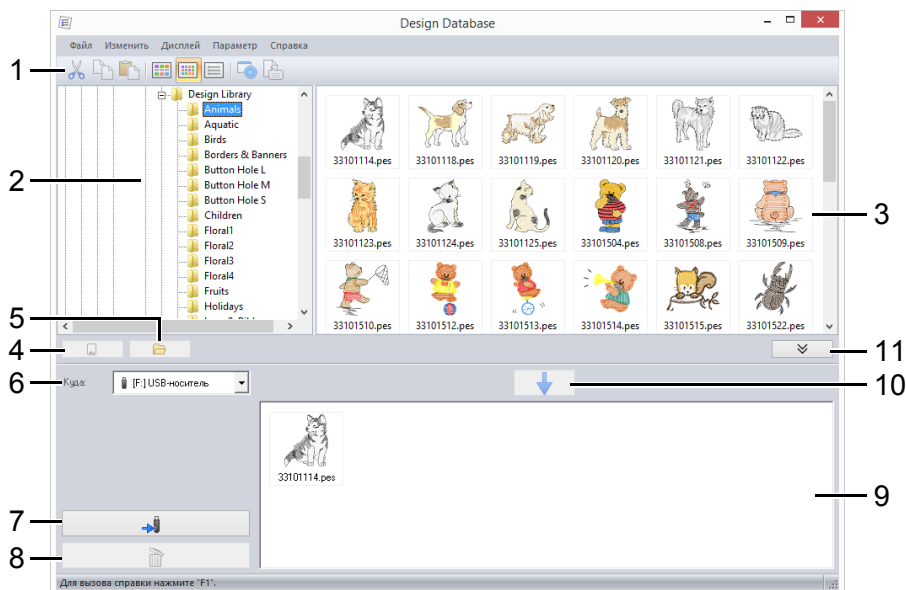 Design Database
Файл Изменить Дисплей Параметр Справка
1
Design Library
Animals
Aquatic
Birds
Borders & Banners
Button Hole L
Button Hole M
Button Hole S
Children
Floral1
Floral2
Floral3
Floral4
Fruits
Holidays
2
33101114.pes 33101118.pes 33101119.pes 33101120.pes 33101121.pes 33101122.pes
33101123.pes 33101124.pes 33101125.pes 33101504.pes 33101508.pes 33101509.pes
33101510.pes 33101512.pes 33101513.pes 33101514.pes 33101515.pes 33101522.pes
3
5
4
11
6
Куда: [F:] USB-носитель
10
33101114.pes
9
7
8
Для вызова справки нажмите "F1".